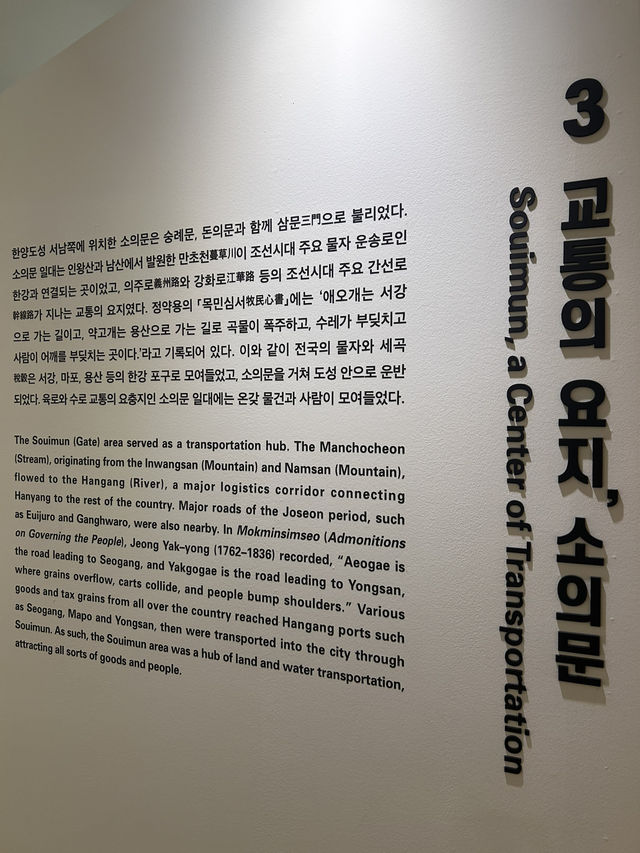 3 교통의 요지, 소의문
Souimun, a Center of Transportation
한양도성 서남쪽에 위치한 소의문은 숭례문, 돈의문과 함께 삼문三門으로 불리었다.
소의문 일대는 인왕산과 남산에서 발원한 만초천蔓草川이 조선시대 주요 물자 운송로인
한강과 연결되는 곳이었고, 의주로義州路와 강화로江華路 등의 조선시대 주요 간선로
幹線路가 지나는 교통의 요지였다. 정약용의 『목민심서牧民心書』에는 ‘애오개는 서강
으로 가는 길이고, 약고개는 용산으로 가는 길로 곡물이 폭주하고, 수레가 부딪치고
사람이 어깨를 부딪치는 곳이다.’라고 기록되어 있다. 이와 같이 전국의 물자와 세곡
稅穀은 서강, 마포, 용산 등의 한강 포구로 모여들었고, 소의문을 거쳐 도성 안으로 운반
되었다. 육로와 수로 교통의 요충지인 소의문 일대에는 온갖 물건과 사람이 모여들었다.
The Souimun (Gate) area served as a transportation hub. The Manchocheon
(Stream), originating from the Inwangsan (Mountain) and Namsan (Mountain),
flowed to the Hangang (River), a major logistics corridor connecting
Hanyang to the rest of the country. Major roads of the Joseon period, such
as Euijuro and Ganghwaro, were also nearby. In Mokminsimseo (Admonitions
on Governing the People), Jeong Yak–yong (1762–1836) recorded, “Aeogae is
the road leading to Seogang, and Yakgogae is the road leading to Yongsan,
where grains overflow, carts collide, and people bump shoulders.” Various
goods and tax grains from all over the country reached Hangang ports such
as Seogang, Mapo and Yongsan, then were transported into the city through
Souimun. As such, the Souimun area was a hub of land and water transportation,
attracting all sorts of goods and people.